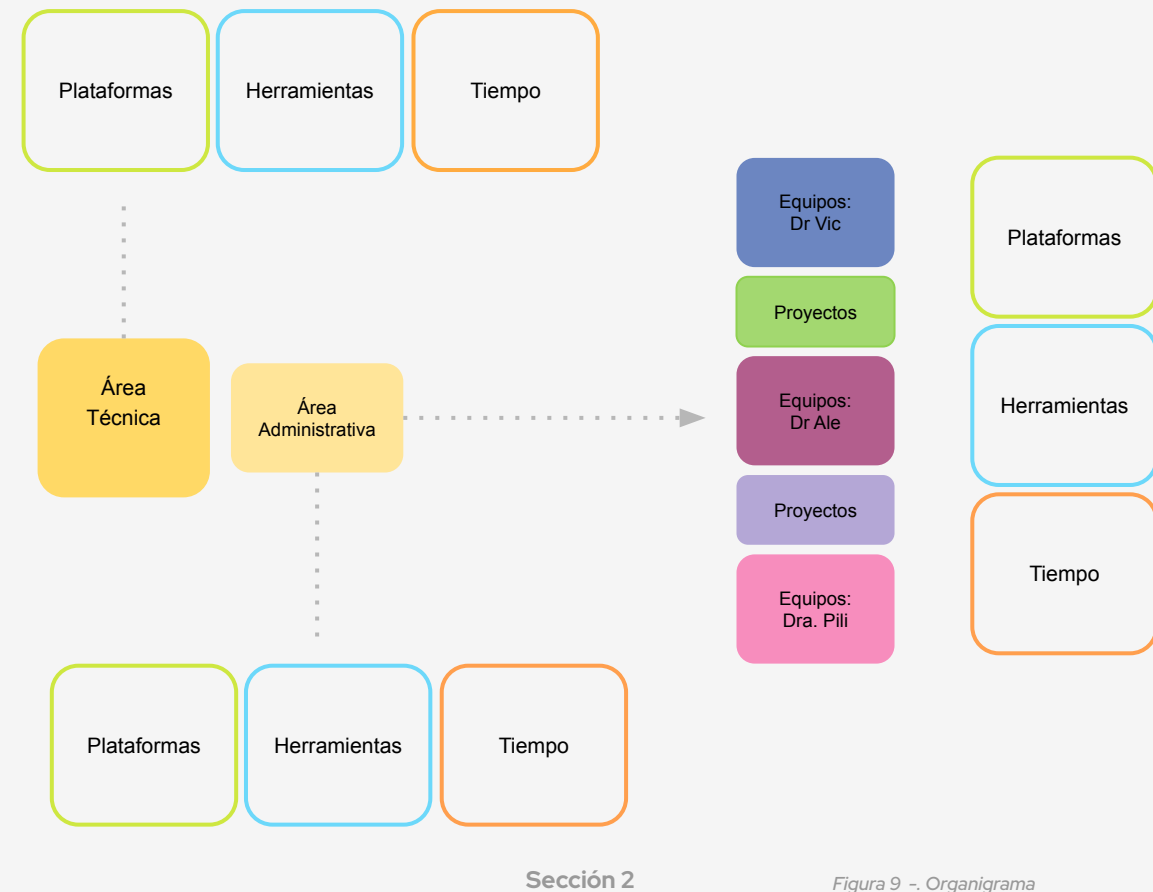 Plataformas
Herramientas
Tiempo
Equipos:
Dr Vic
Plataformas
Proyectos
Área
Técnica
Área
Administrativa
Equipos:
Dr Ale
Herramientas
Proyectos
Tiempo
Equipos:
Dra. Pili
Plataformas
Herramientas
Tiempo
Sección 2
Figura 9 -. Organigrama